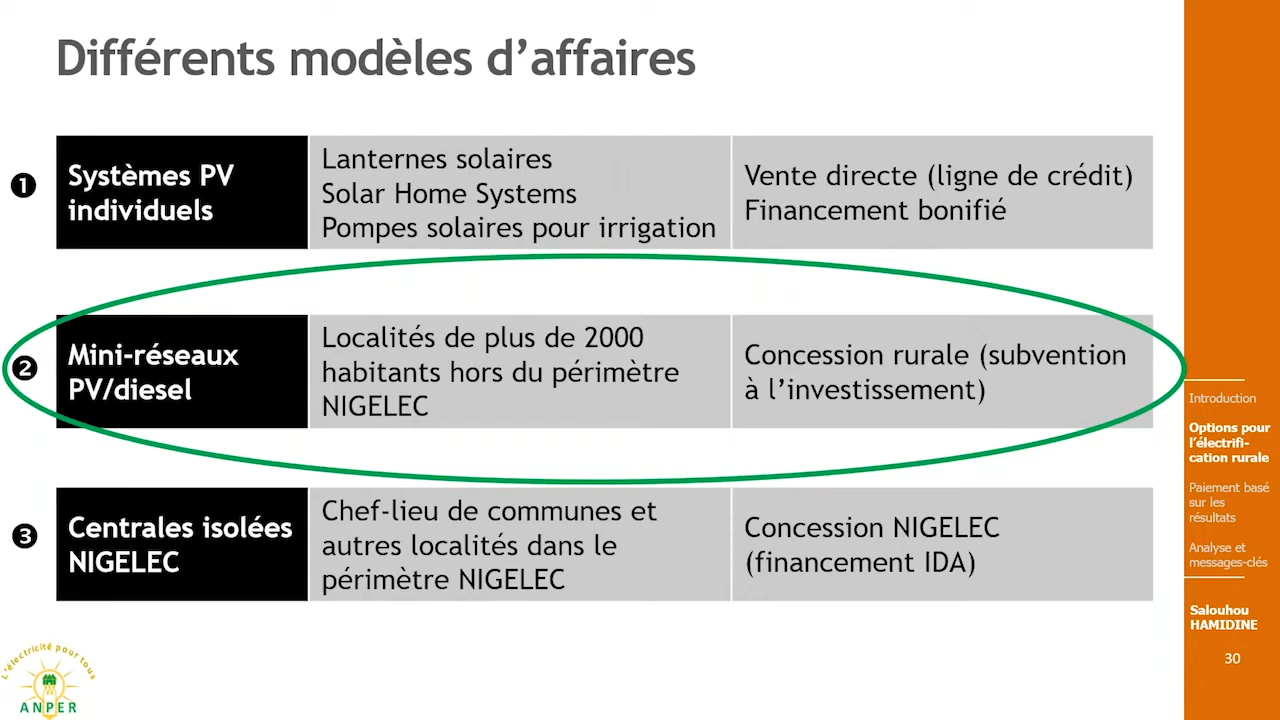 Différents modèles d’affaires
❶
Systèmes PV
individuels
Lanternes solaires
Solar Home Systems
Pompes solaires pour irrigation
Vente directe (ligne de crédit)
Financement bonifié
❷
Mini-réseaux
PV/diesel
Localités de plus de 2000
habitants hors du périmètre
NIGELEC
Concession rurale (subvention
à l’investissement)
❸
Centrales isolées
NIGELEC
Chef-lieu de communes et
autres localités dans le
périmètre NIGELEC
Concession NIGELEC
(financement IDA)
Introduction
Options pour
l’électrifi-
cation rurale
Paiement basé
sur les
résultats
Analyse et
messages-clés
Salouhou
HAMIDINE
30
L’électricité pour tous
ANPER